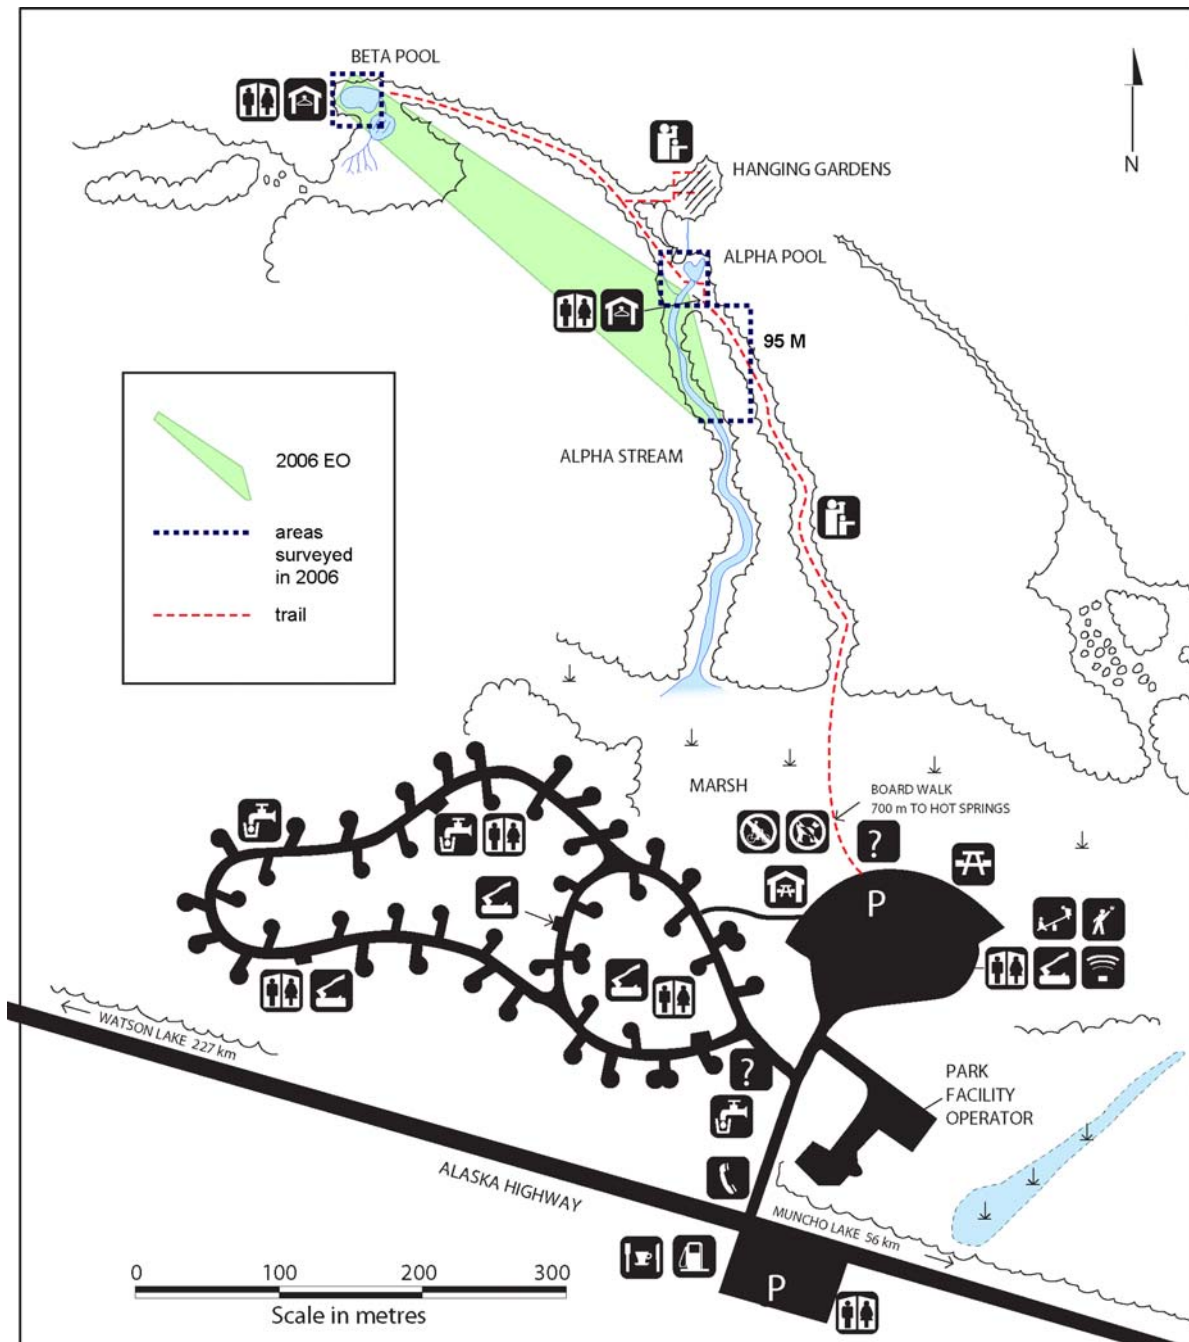 BETA POOL
HANGING GARDENS
N
ALPHA POOL
95 M
2006 EO
areas
surveyed
in 2006
trail
ALPHA STREAM
MARSH
BOARD WALK
700 m TO HOT SPRINGS
?
P
WATSON LAKE 227 km
PARK
FACILITY
OPERATOR
?
ALASKA HIGHWAY
MUNCHO LAKE 56 km
P
0 100 200 300
Scale in metres